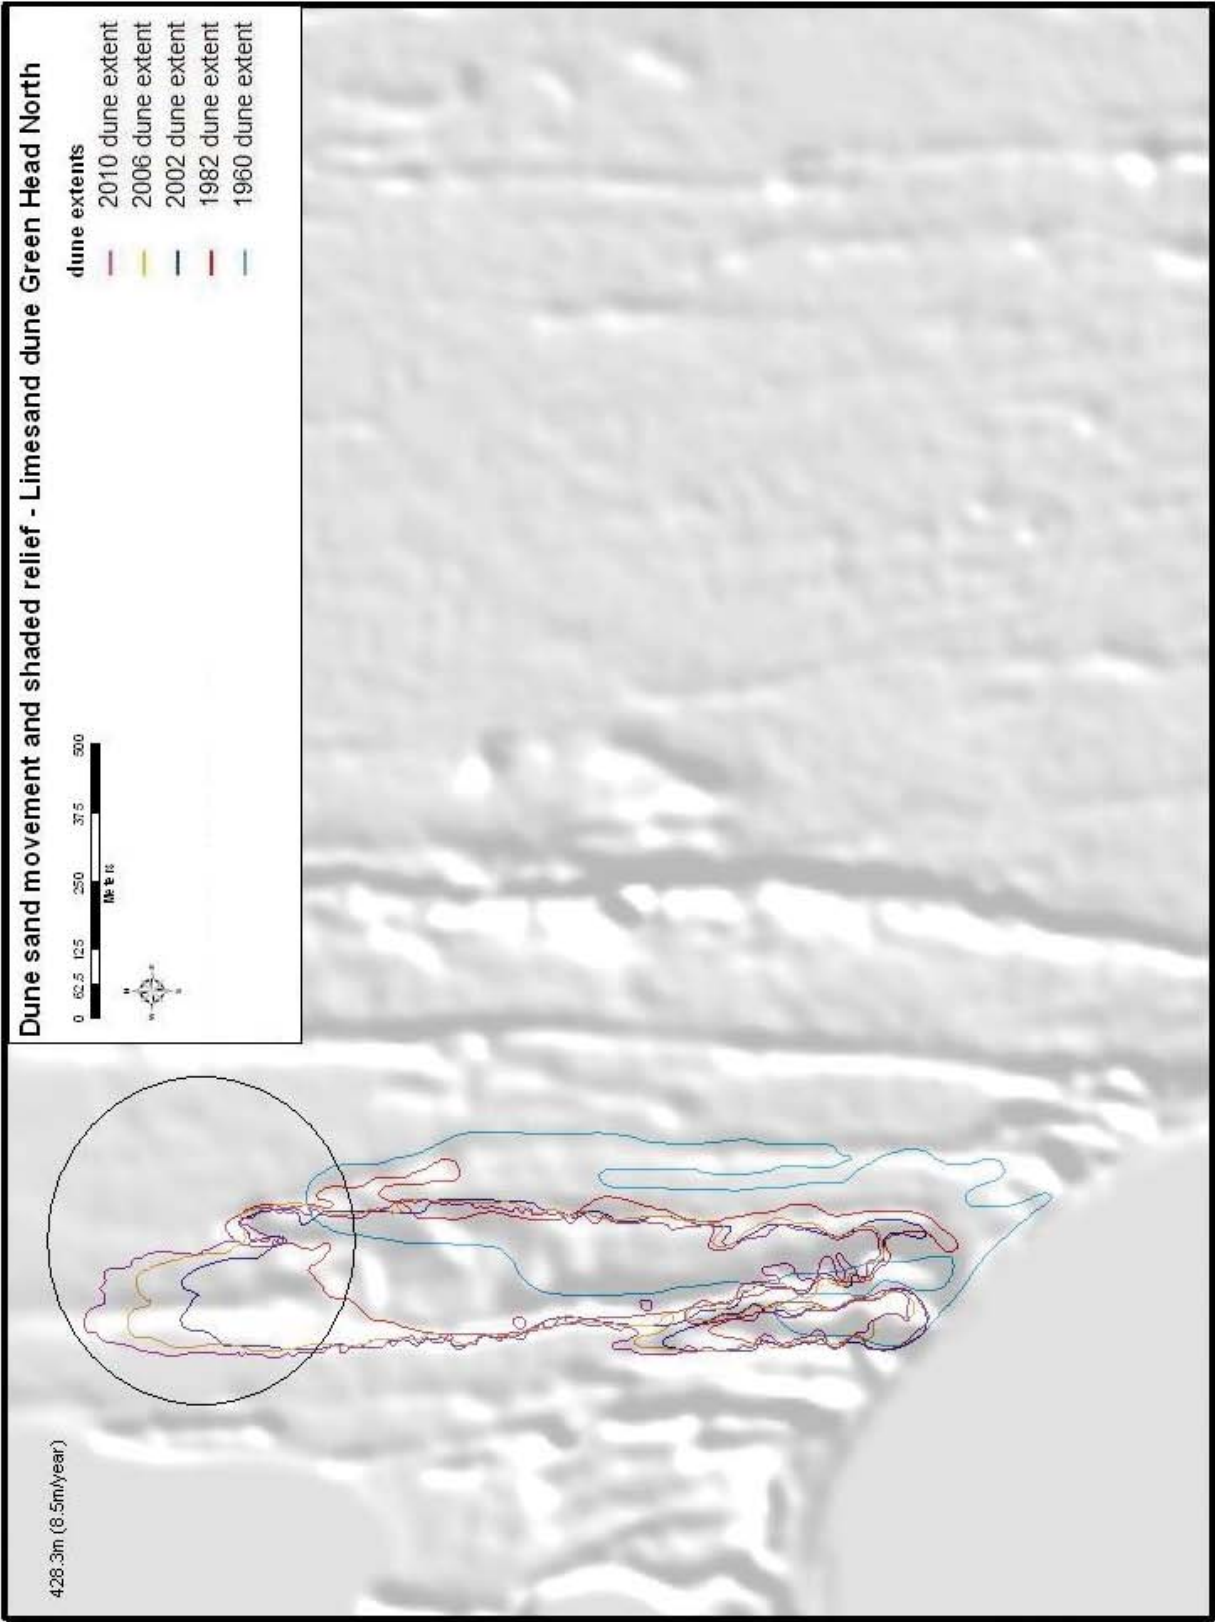 Dune sand movement and shaded relief - Limesand dune Green Head North
0 62.5 125 250 375 500
Meters
N
W E
S
dune extents
2010 dune extent
2006 dune extent
2002 dune extent
1982 dune extent
1960 dune extent
428.3m (8.5m/year)